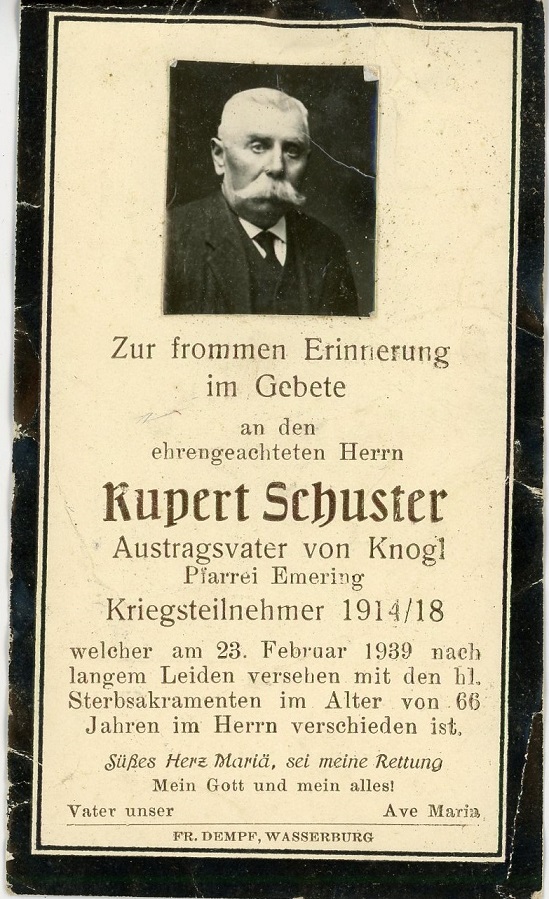 Zur frommen Erinnerung
im Gebete
an den
ehrengeachteten Herrn
Rupert Schuster
Austragsvater von Knogl
Pfarrei Emering
Kriegsteilnehmer 1914/18
welcher am 23. Februar 1939 nach
langem Leiden versehen mit den hl.
Sterbsakramenten im Alter von 66
Jahren im Herrn verschieden ist.
Süßes Herz Mariä, sei meine Rettung
Mein Gott und mein alles!
Vater unser Ave Maria
FR. DEMPF, WASSERBURG